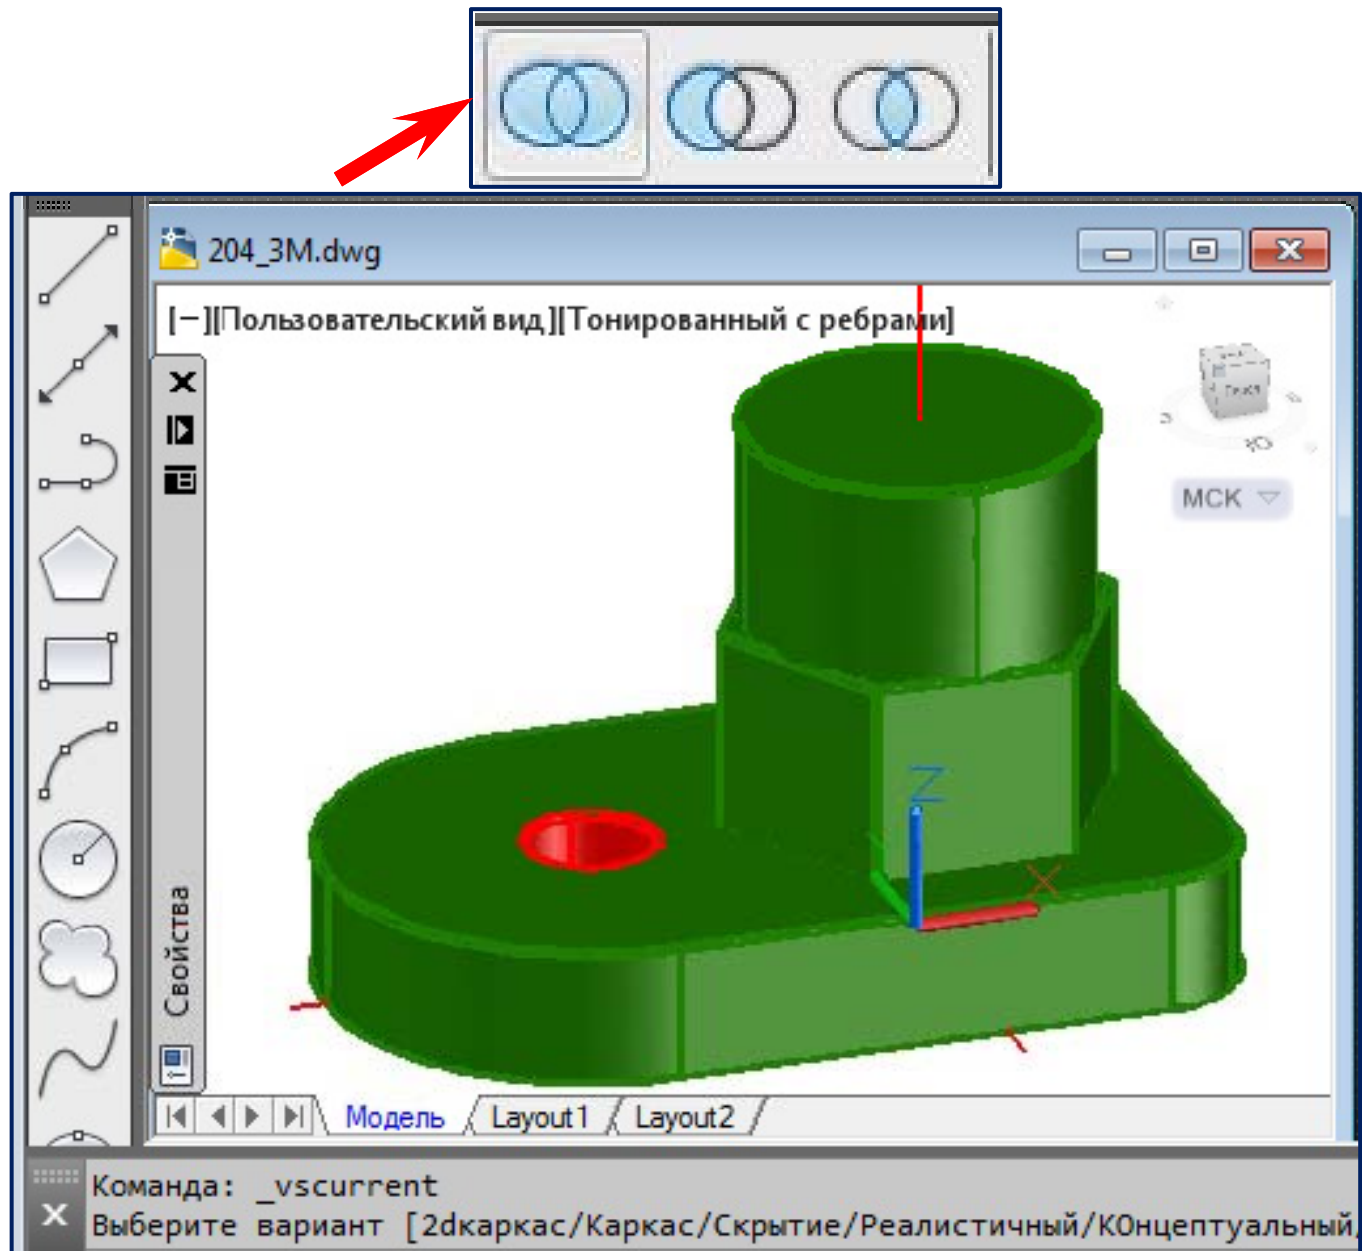 204_3M.dwg
[−][Пользовательский вид][Тонированный с ребрами]
МСК
Z
X
Свойства
Модель
Layout1
Layout2
Команда: _vscurrent
Выберите вариант [2dкаркас/Каркас/Скрытие/Реалистичный/КОнцептуальный/